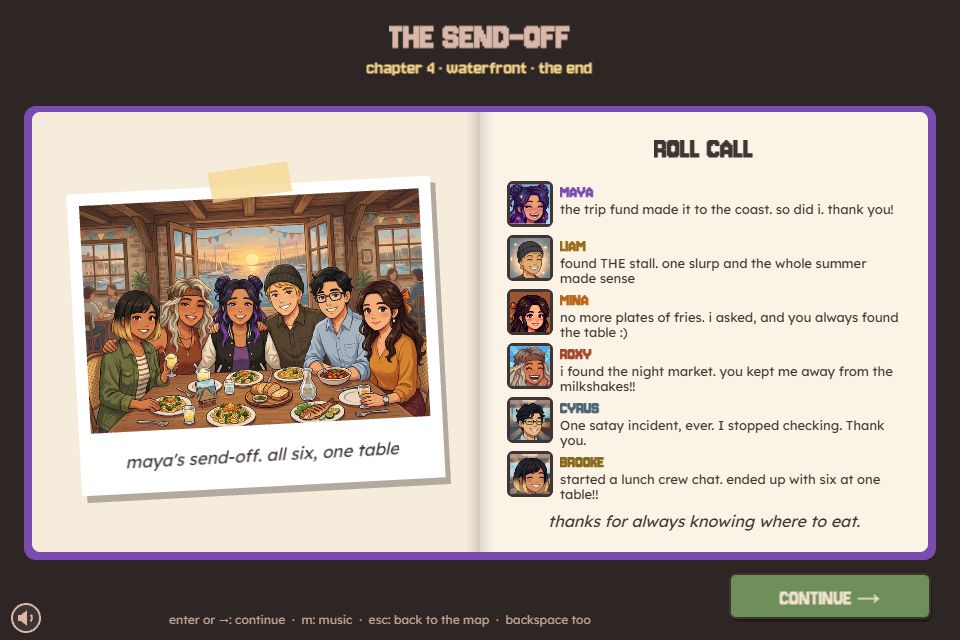 THE SEND-OFF
chapter 4 · waterfront · the end
maya's send-off. all six, one table
ROLL CALL
MAYA
the trip fund made it to the coast. so did i. thank you!
LIAM
found THE stall. one slurp and the whole summer
made sense
MINA
no more plates of fries. i asked, and you always found
the table :)
ROXY
i found the night market. you kept me away from the
milkshakes!!
CYRUS
One satay incident, ever. I stopped checking. Thank
you.
BROOKE
started a lunch crew chat. ended up with six at one
table!!
thanks for always knowing where to eat.
CONTINUE →
enter or →: continue · m: music · esc: back to the map · backspace too